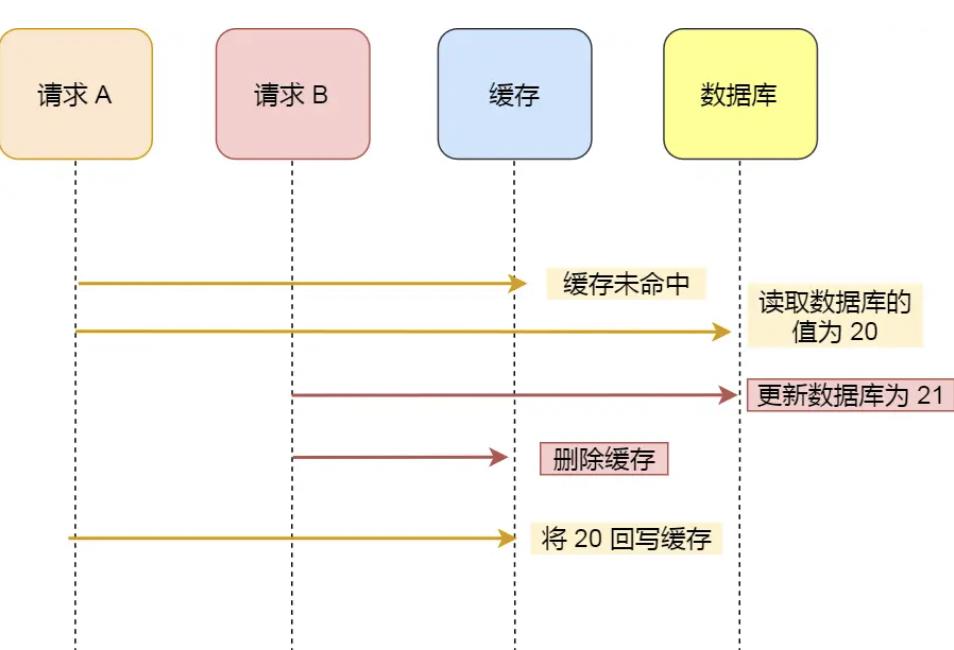 请求 A
请求 B
缓存
数据库
缓存未命中
读取数据库的
值为 20
更新数据库为 21
删除缓存
将 20 回写缓存